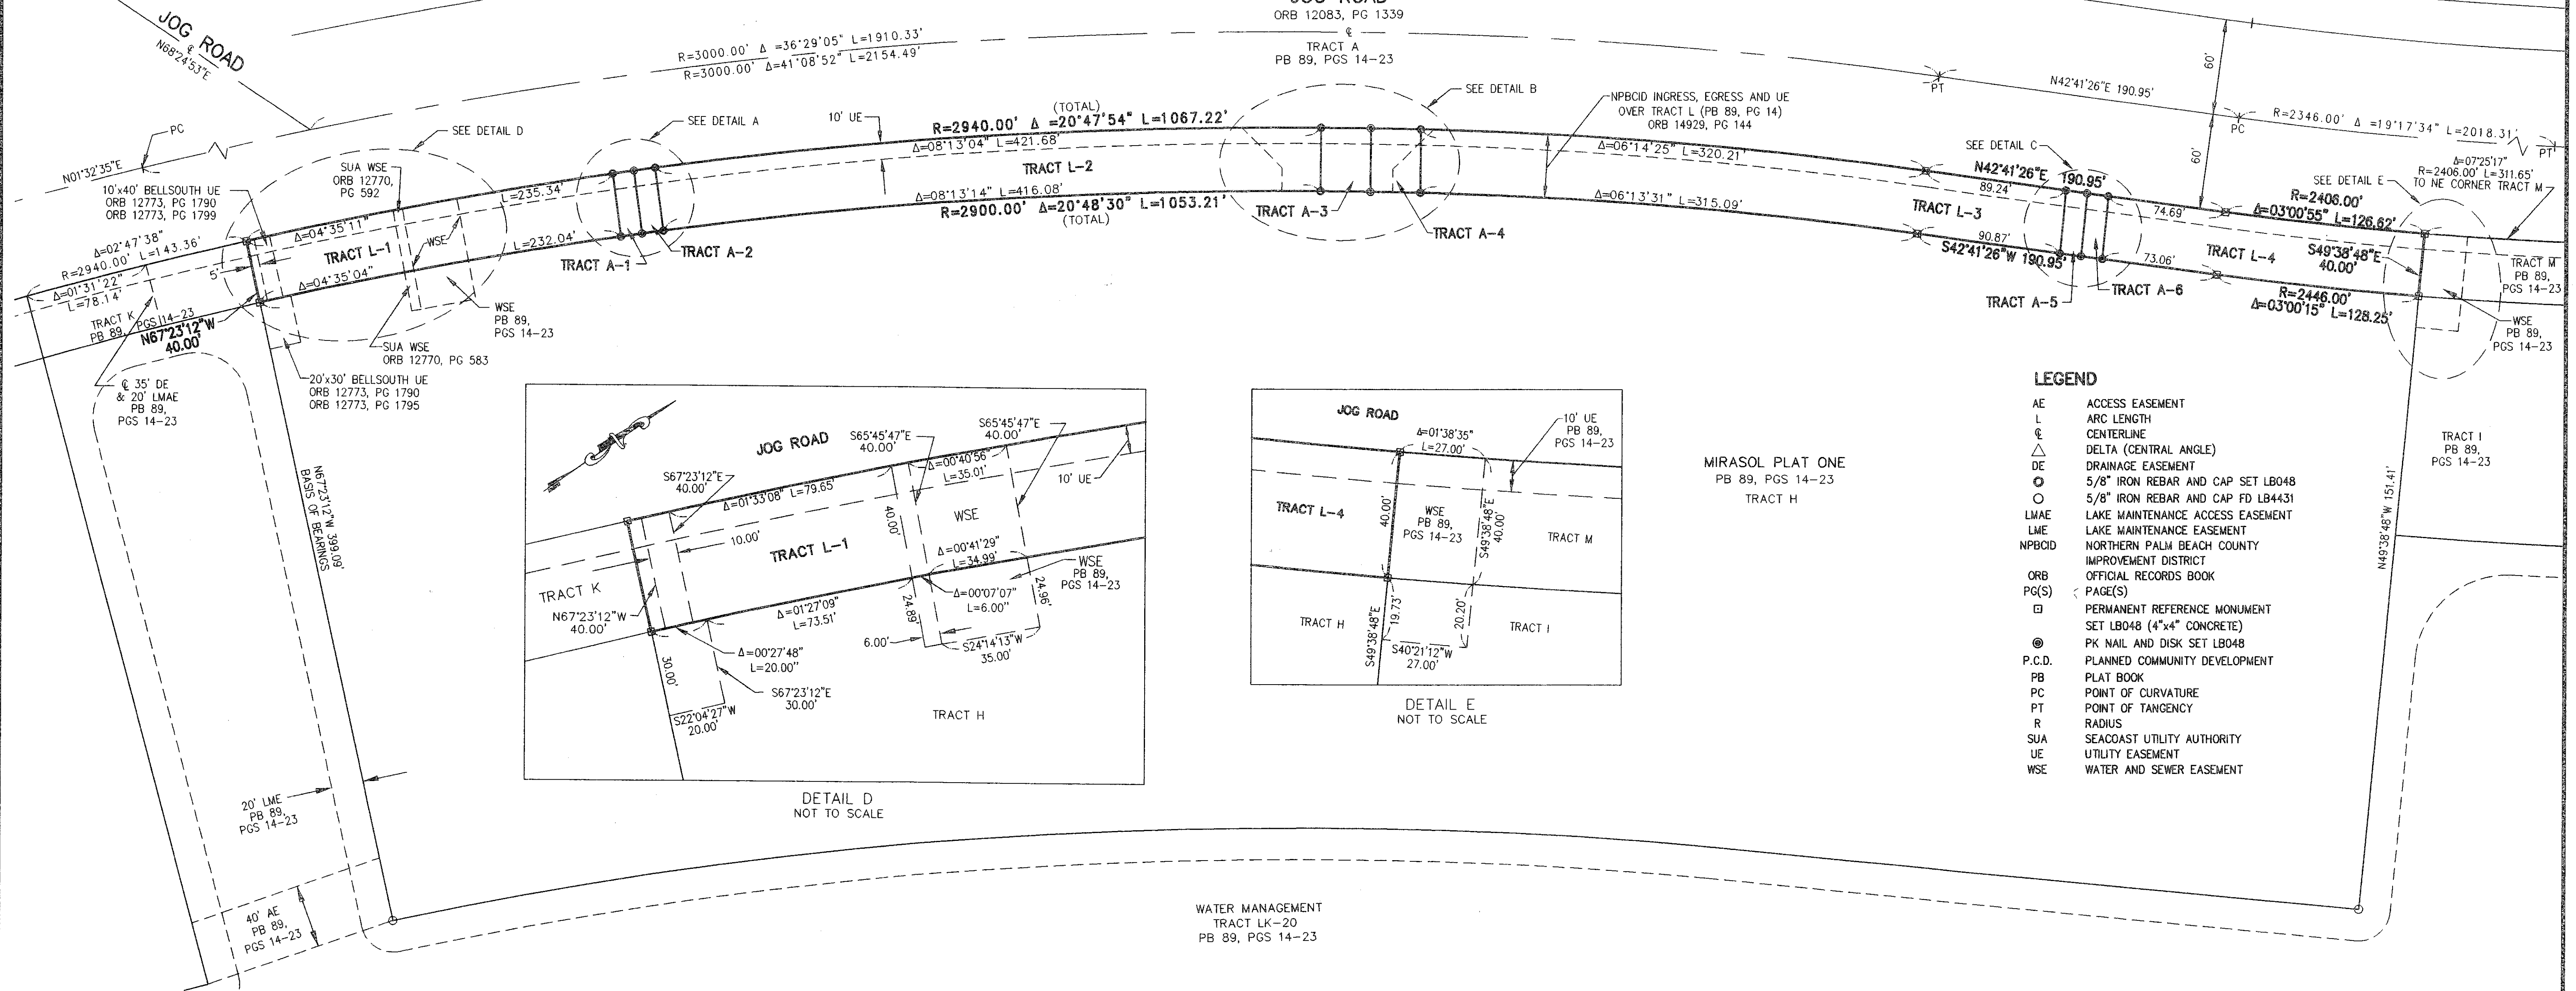 JOG ROAD
℄
N68°24'53"E
JOG ROAD
ORB 12083, PG 1339
℄
TRACT A
PB 89, PGS 14-23
R=3000.00' Δ =36°29'05" L=1910.33'
R=3000.00' Δ=41°08'52" L=2154.49'
PC
N01°32'35"E
SEE DETAIL D
SEE DETAIL A
10' UE
(TOTAL)
R=2940.00' Δ =20°47'54" L=1067.22'
Δ=08°13'04" L=421.68'
TRACT L-2
Δ=08°13'14" L=416.08'
R=2900.00' Δ=20°48'30" L=1053.21'
(TOTAL)
SEE DETAIL B
NPBCID INGRESS, EGRESS AND UE
OVER TRACT L (PB 89, PG 14)
ORB 14929, PG 144
Δ=06°14'25" L=320.21'
Δ=06°13'31" L=315.09'
TRACT A-3
TRACT A-4
PT
N42°41'26"E 190.95'
60'
60'
PC
R=2346.00' Δ =19°17'34" L=2018.31'
PT
SEE DETAIL C
N42°41'26"E 190.95'
89.24'
TRACT L-3
90.87'
S42°41'26"W 190.95'
TRACT A-5
TRACT A-6
74.69'
73.06'
TRACT L-4
SEE DETAIL E
Δ=07°25'17"
R=2406.00' L=311.65'
TO NE CORNER TRACT M
R=2406.00'
Δ=03°00'55" L=126.62'
S49°38'48"E
40.00'
R=2446.00'
Δ=03°00'15" L=128.25'
TRACT M
PB 89,
PGS 14-23
WSE
PB 89,
PGS 14-23
10'x40' BELLSOUTH UE
ORB 12773, PG 1790
ORB 12773, PG 1799
SUA WSE
ORB 12770,
PG 592
L=235.34'
Δ=04°35'11"
TRACT L-1
WSE
L=232.04'
Δ=04°35'04"
TRACT A-1
TRACT A-2
Δ=02°47'38"
R=2940.00' L=143.36'
5'
Δ=01°31'22"
L=78.14'
TRACT K
PB 89, PGS 14-23
N67°23'12"W
40.00'
WSE
PB 89,
PGS 14-23
SUA WSE
ORB 12770, PG 583
20'x30' BELLSOUTH UE
ORB 12773, PG 1790
ORB 12773, PG 1795
℄ 35' DE
& 20' LMAE
PB 89,
PGS 14-23
N67°23'12"W 399.09'
BASIS OF BEARINGS
20' LME
PB 89,
PGS 14-23
40' AE
PB 89,
PGS 14-23
JOG ROAD
S67°23'12"E
40.00'
S65°45'47"E
40.00'
S65°45'47"E
40.00'
Δ=00°40'56"
L=35.01'
10' UE
Δ=01°33'08" L=79.65'
40.00'
WSE
10.00'
TRACT L-1
Δ=00°41'29"
L=34.99'
WSE
PB 89,
PGS 14-23
TRACT K
N67°23'12"W
40.00'
Δ=01°27'09"
L=73.51'
Δ=00°07'07"
L=6.00"
24.89'
24.96'
6.00'
S24°14'13"W
35.00'
Δ=00°27'48"
L=20.00"
30.00'
S67°23'12"E
30.00'
S22°04'27"W
20.00'
TRACT H
DETAIL D
NOT TO SCALE
JOG ROAD
Δ=01°38'35"
L=27.00'
10' UE
PB 89,
PGS 14-23
TRACT L-4
40.00'
WSE
PB 89,
PGS 14-23
S49°38'48"E
40.00'
TRACT M
TRACT H
S49°38'48"E
19.73'
20.20'
S40°21'12"W
27.00'
TRACT I
DETAIL E
NOT TO SCALE
MIRASOL PLAT ONE
PB 89, PGS 14-23
TRACT H
LEGEND
AE ACCESS EASEMENT
L ARC LENGTH
℄ CENTERLINE
△ DELTA (CENTRAL ANGLE)
DE DRAINAGE EASEMENT
5/8" IRON REBAR AND CAP SET LB048
5/8" IRON REBAR AND CAP FD LB4431
LMAE LAKE MAINTENANCE ACCESS EASEMENT
LME LAKE MAINTENANCE EASEMENT
NPBCID NORTHERN PALM BEACH COUNTY
IMPROVEMENT DISTRICT
ORB OFFICIAL RECORDS BOOK
PG(S) PAGE(S)
PERMANENT REFERENCE MONUMENT
SET LB048 (4"x4" CONCRETE)
PK NAIL AND DISK SET LB048
P.C.D. PLANNED COMMUNITY DEVELOPMENT
PB PLAT BOOK
PC POINT OF CURVATURE
PT POINT OF TANGENCY
R RADIUS
SUA SEACOAST UTILITY AUTHORITY
UE UTILITY EASEMENT
WSE WATER AND SEWER EASEMENT
N49°38'48"W 151.41'
TRACT I
PB 89,
PGS 14-23
WATER MANAGEMENT
TRACT LK-20
PB 89, PGS 14-23